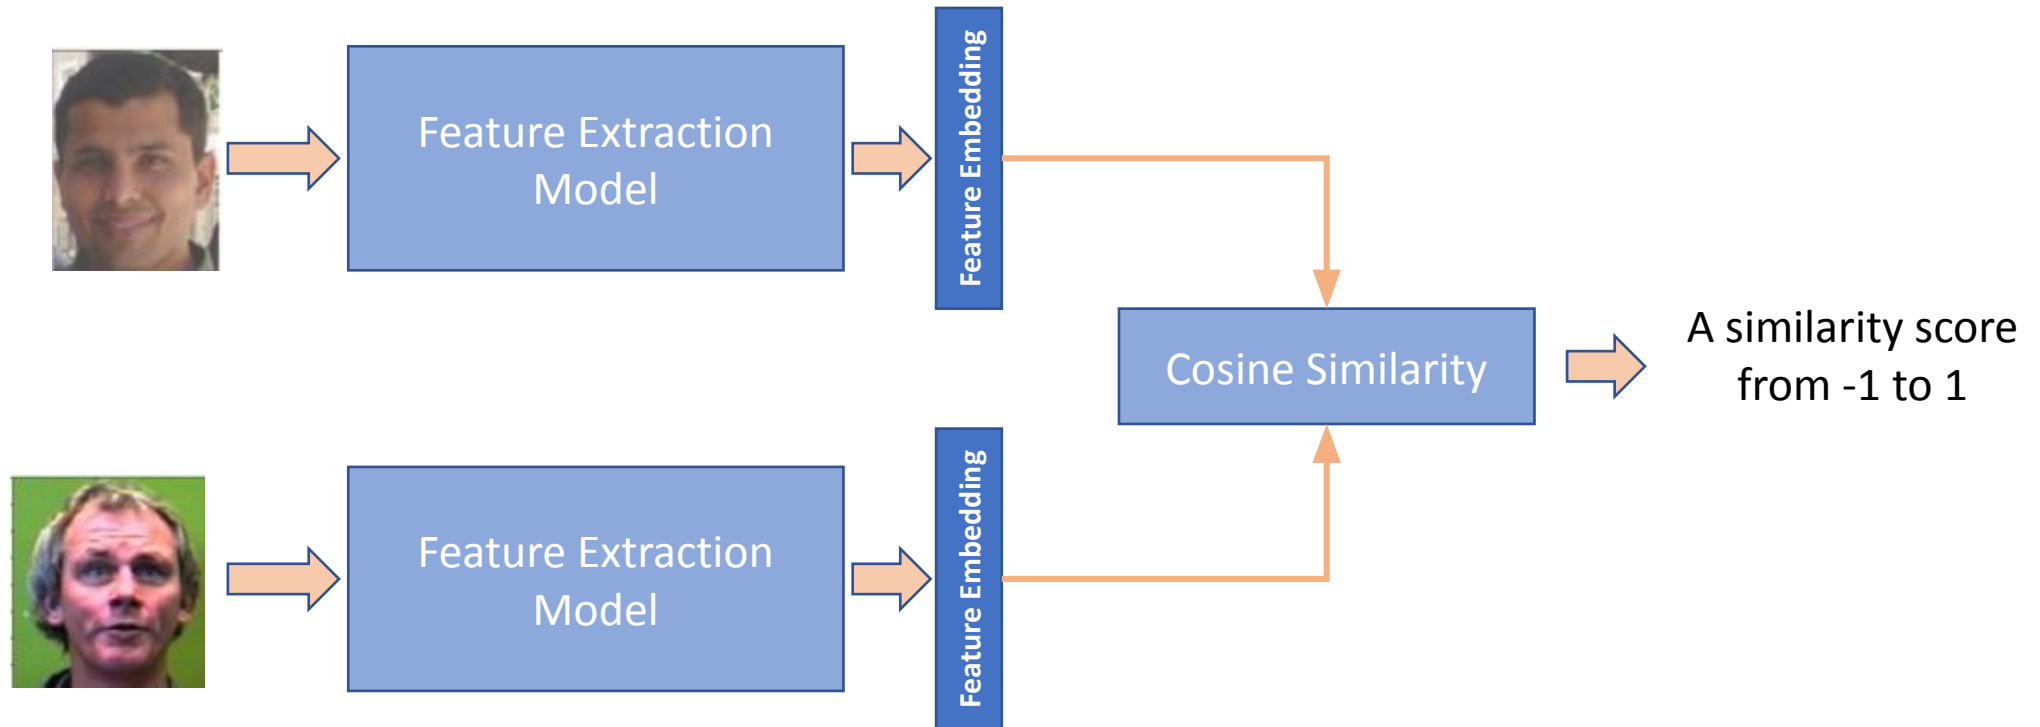 Feature Extraction
Model
Feature Embedding
Cosine Similarity
A similarity score
from -1 to 1
Feature Extraction
Model
Feature Embedding